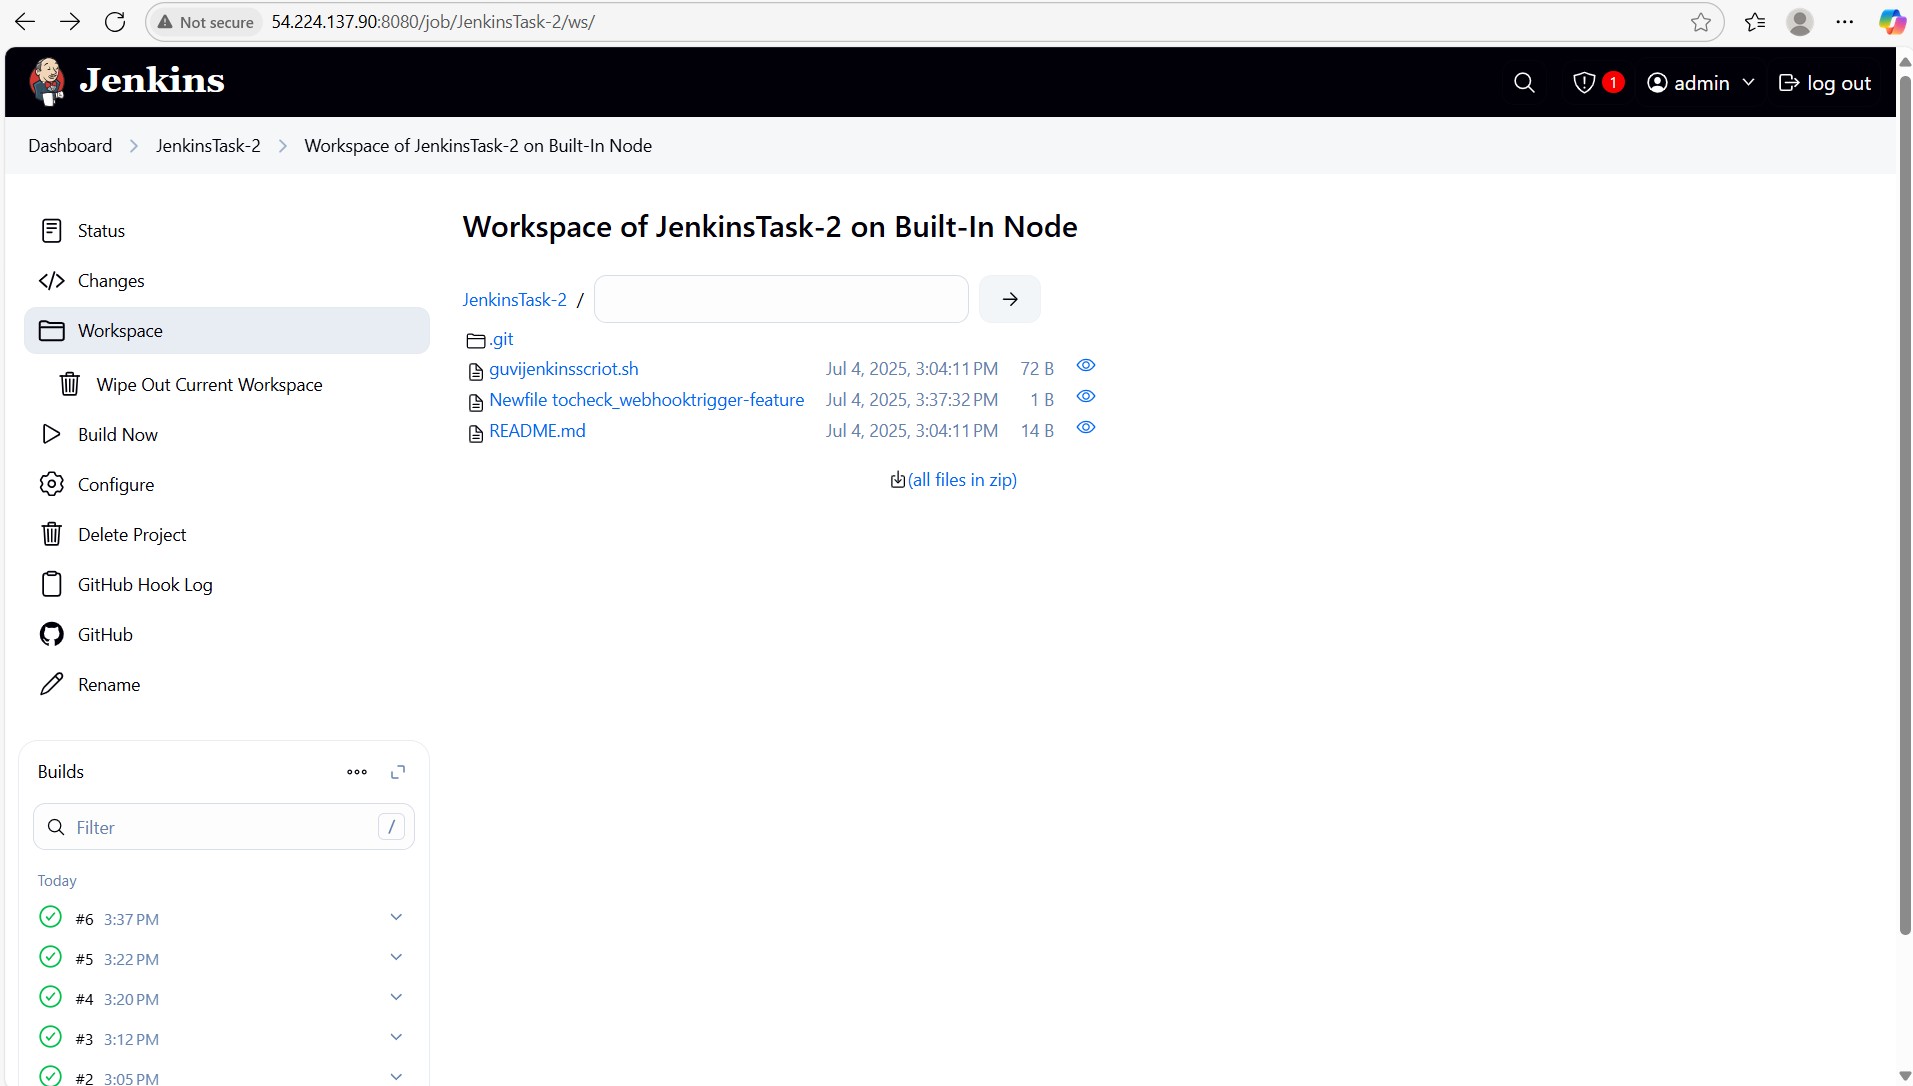 Not secure 54.224.137.90:8080/job/JenkinsTask-2/ws/
Jenkins
1 admin log out
Dashboard JenkinsTask-2 Workspace of JenkinsTask-2 on Built-In Node
Status
Changes
Workspace
Wipe Out Current Workspace
Build Now
Configure
Delete Project
GitHub Hook Log
GitHub
Rename
Workspace of JenkinsTask-2 on Built-In Node
JenkinsTask-2 /
.git
guvijenkinsscriot.sh Jul 4, 2025, 3:04:11 PM 72 B
Newfile tocheck_webhooktrigger-feature Jul 4, 2025, 3:37:32 PM 1 B
README.md Jul 4, 2025, 3:04:11 PM 14 B
(all files in zip)
Builds
Filter /
Today
#6 3:37 PM
#5 3:22 PM
#4 3:20 PM
#3 3:12 PM
#2 3:05 PM